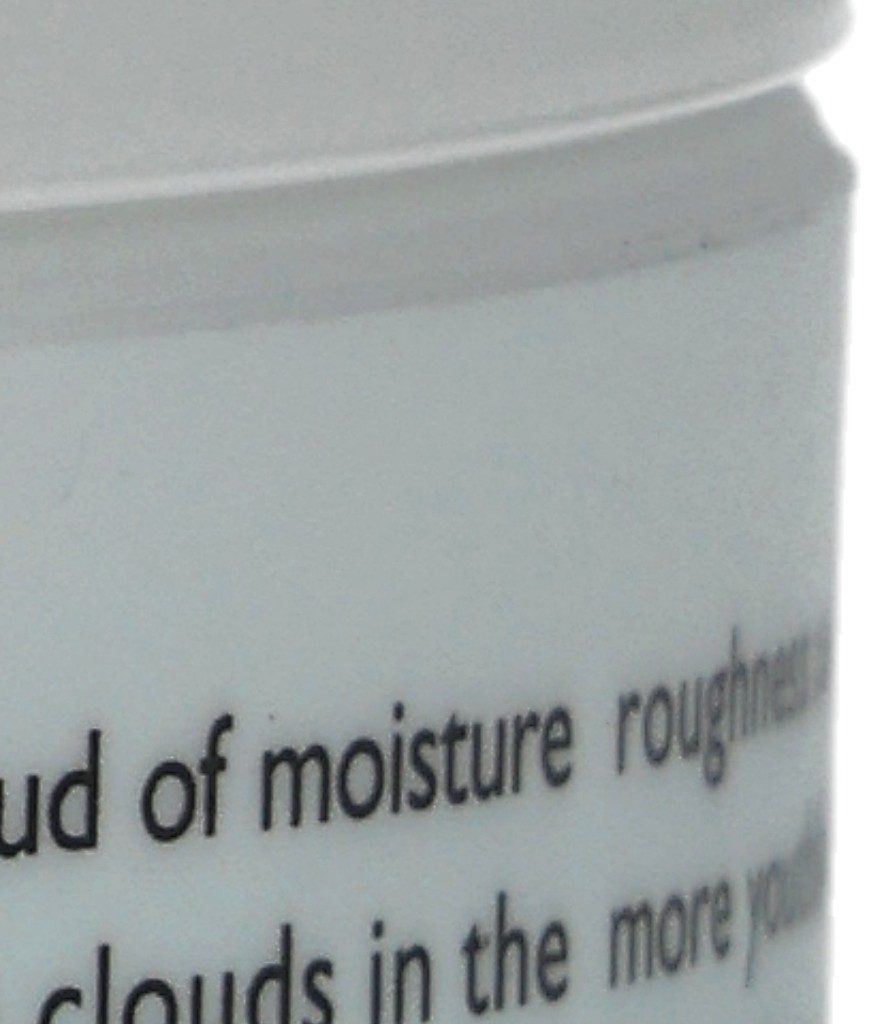 ud of moisture roughness
clouds in the more